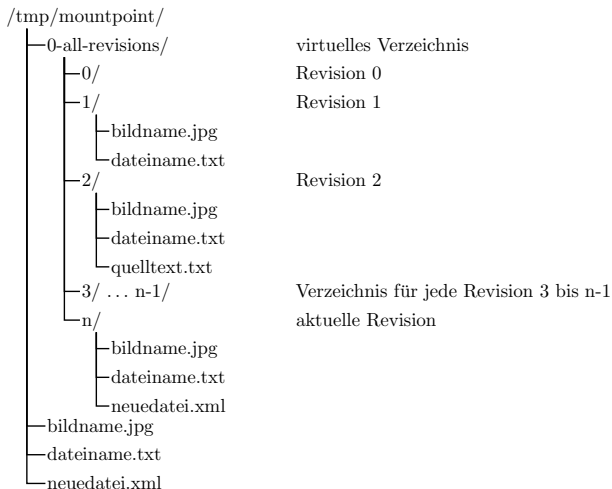 /tmp/mountpoint/
0-all-revisions/ virtuelles Verzeichnis
0/ Revision 0
1/ Revision 1
bildname.jpg
dateiname.txt
2/ Revision 2
bildname.jpg
dateiname.txt
quelltext.txt
3/ ... n-1/ Verzeichnis für jede Revision 3 bis n-1
n/ aktuelle Revision
bildname.jpg
dateiname.txt
neuedatei.xml
bildname.jpg
dateiname.txt
neuedatei.xml